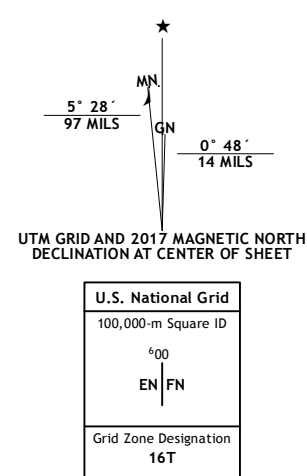 ★
MN.
5° 28´
97 MILS
GN
0° 48´
14 MILS
UTM GRID AND 2017 MAGNETIC NORTH
DECLINATION AT CENTER OF SHEET
U.S. National Grid
100,000-m Square ID
⁶00
EN FN
Grid Zone Designation
16T